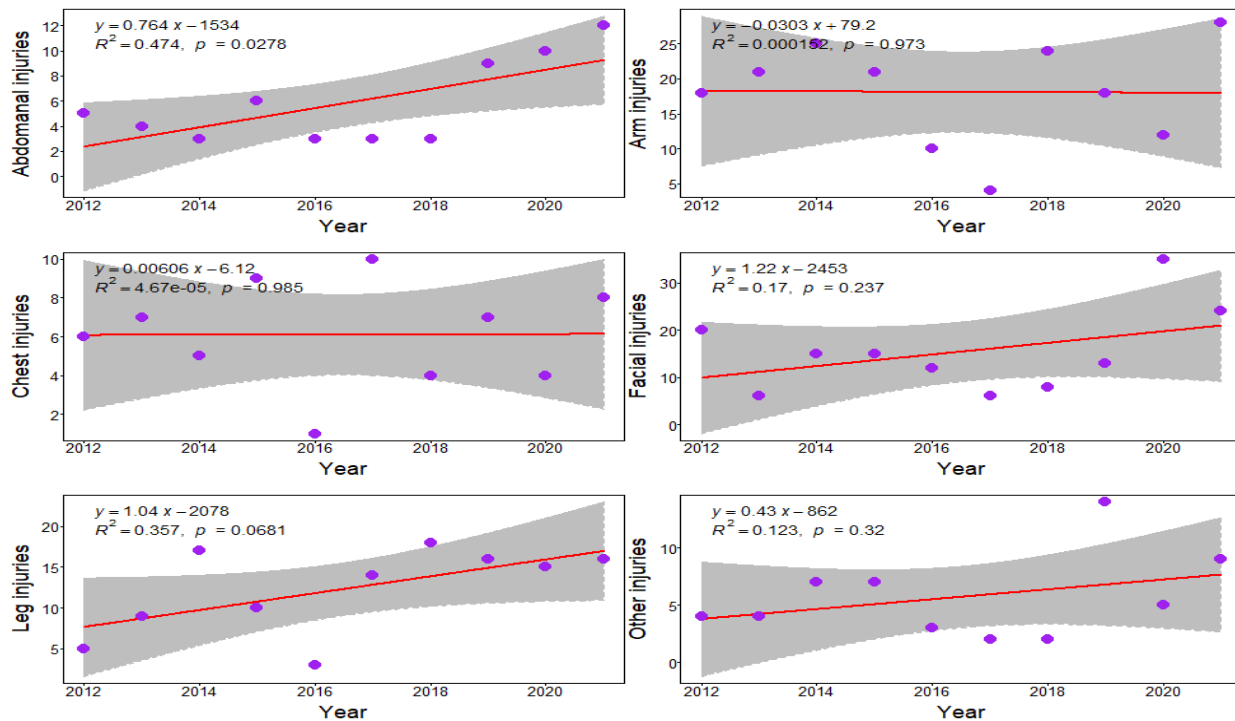 y = 0.764 x − 1534
R² = 0.474, p = 0.0278
Abdomanal injuries
12
10
8
6
4
2
0
2012 2014 2016 2018 2020
Year
y = −0.0303 x + 79.2
R² = 0.000152, p = 0.973
Arm injuries
25
20
15
10
5
2012 2014 2016 2018 2020
Year
y = 0.00606 x − 6.12
R² = 4.67e-05, p = 0.985
Chest injuries
10
8
6
4
2
2012 2014 2016 2018 2020
Year
y = 1.22 x − 2453
R² = 0.17, p = 0.237
Facial injuries
30
20
10
0
2012 2014 2016 2018 2020
Year
y = 1.04 x − 2078
R² = 0.357, p = 0.0681
Leg injuries
20
15
10
5
2012 2014 2016 2018 2020
Year
y = 0.43 x − 862
R² = 0.123, p = 0.32
Other injuries
10
5
0
2012 2014 2016 2018 2020
Year